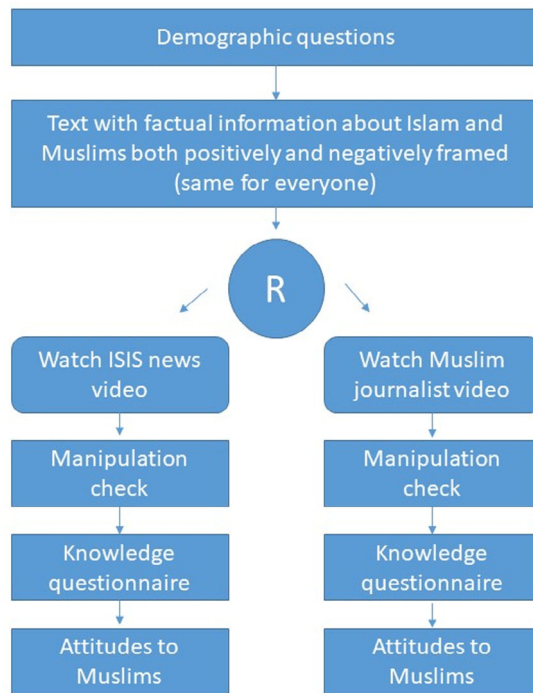 Demographic questions
Text with factual information about Islam and
Muslims both positively and negatively framed
(same for everyone)
R
Watch ISIS news
video
Watch Muslim
journalist video
Manipulation
check
Manipulation
check
Knowledge
questionnaire
Knowledge
questionnaire
Attitudes to
Muslims
Attitudes to
Muslims